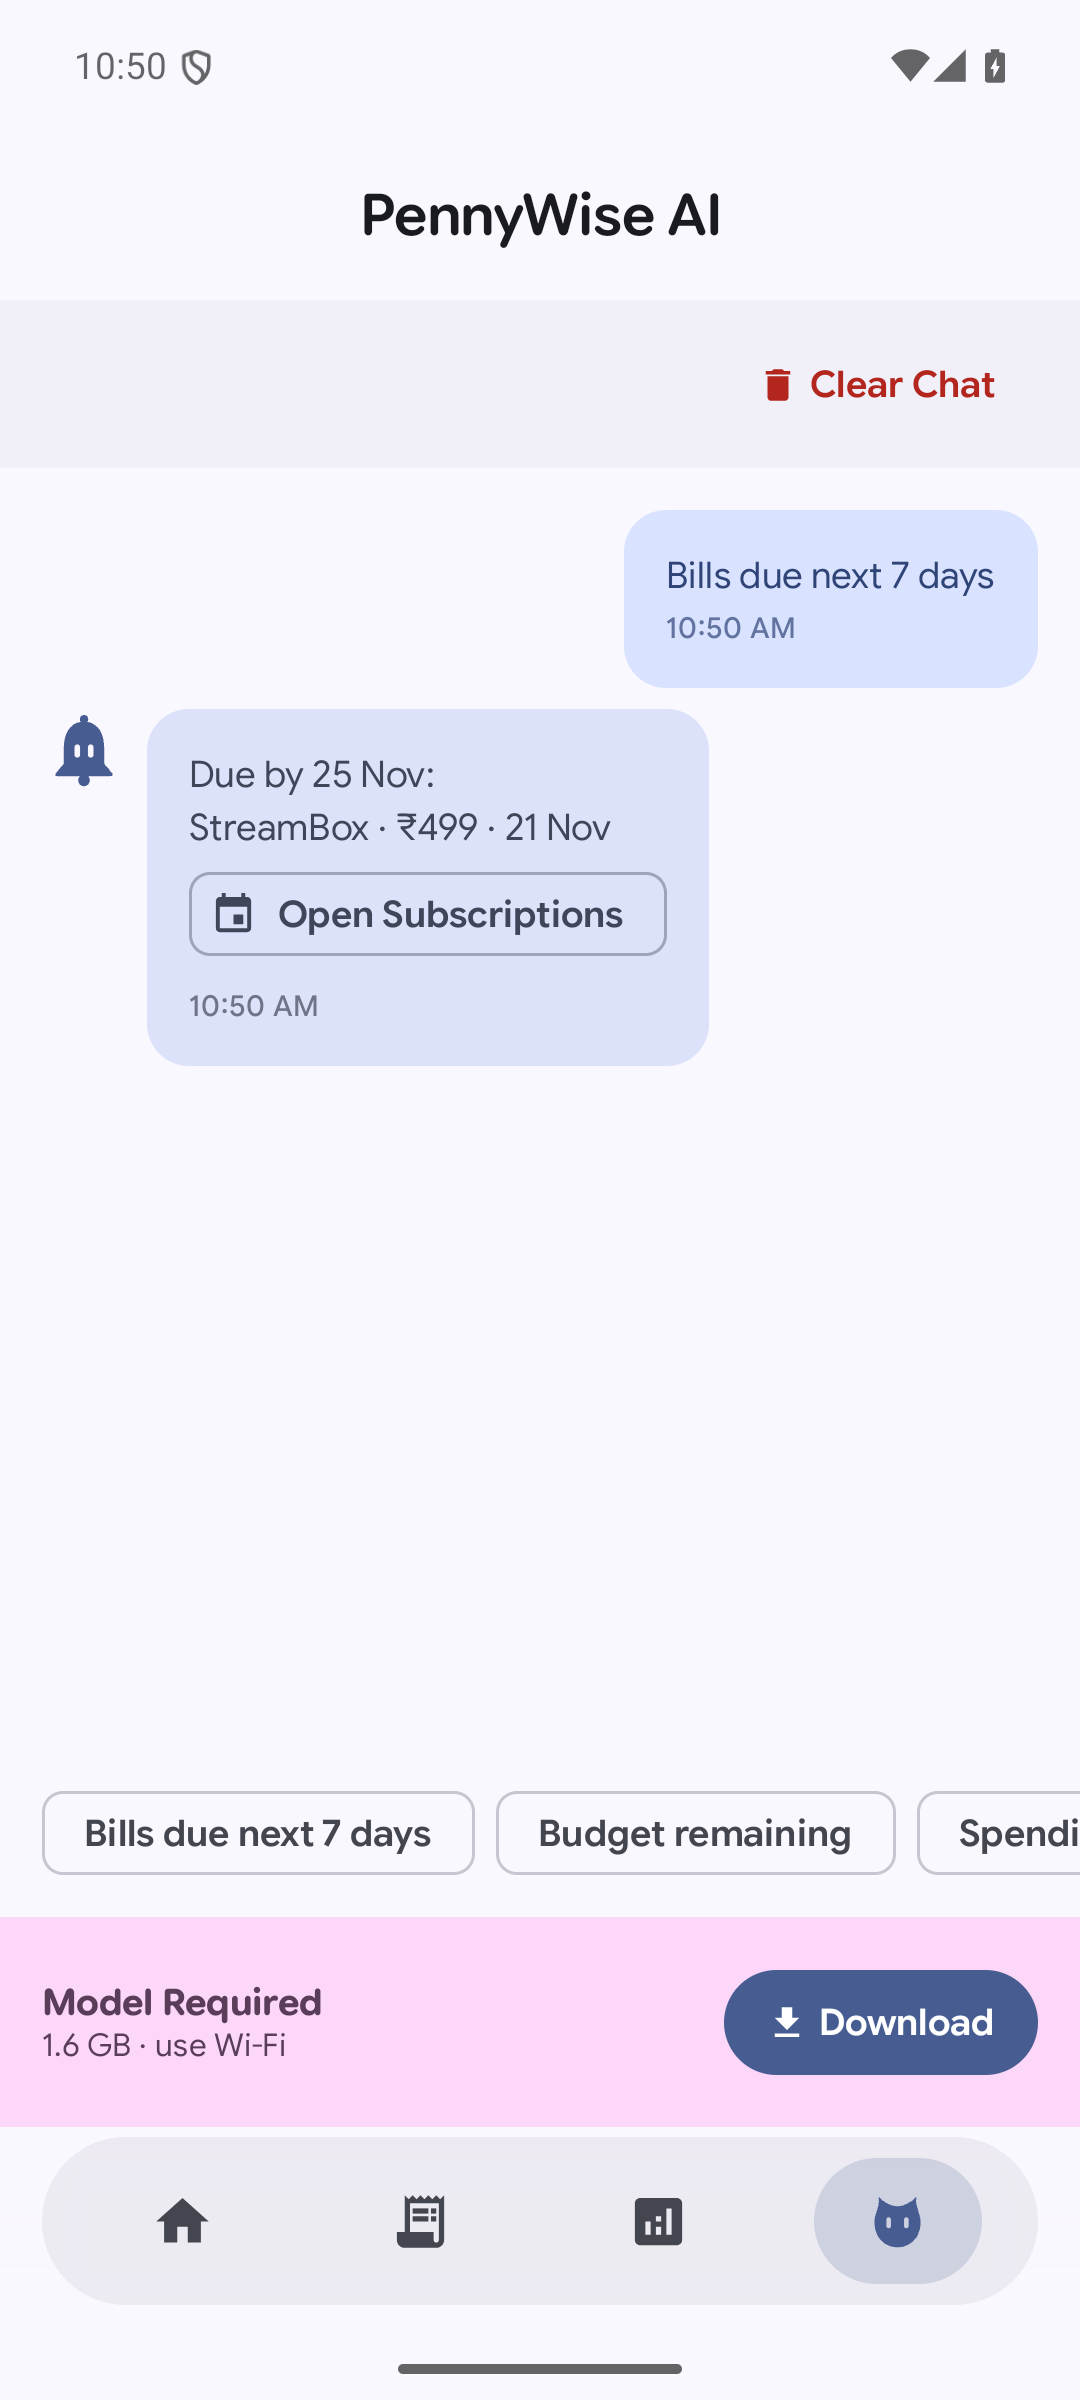 10:50
PennyWise AI
Clear Chat
Bills due next 7 days
10:50 AM
Due by 25 Nov:
StreamBox · ₹499 · 21 Nov
Open Subscriptions
10:50 AM
Bills due next 7 days
Budget remaining
Spendi
Model Required
1.6 GB · use Wi-Fi
Download